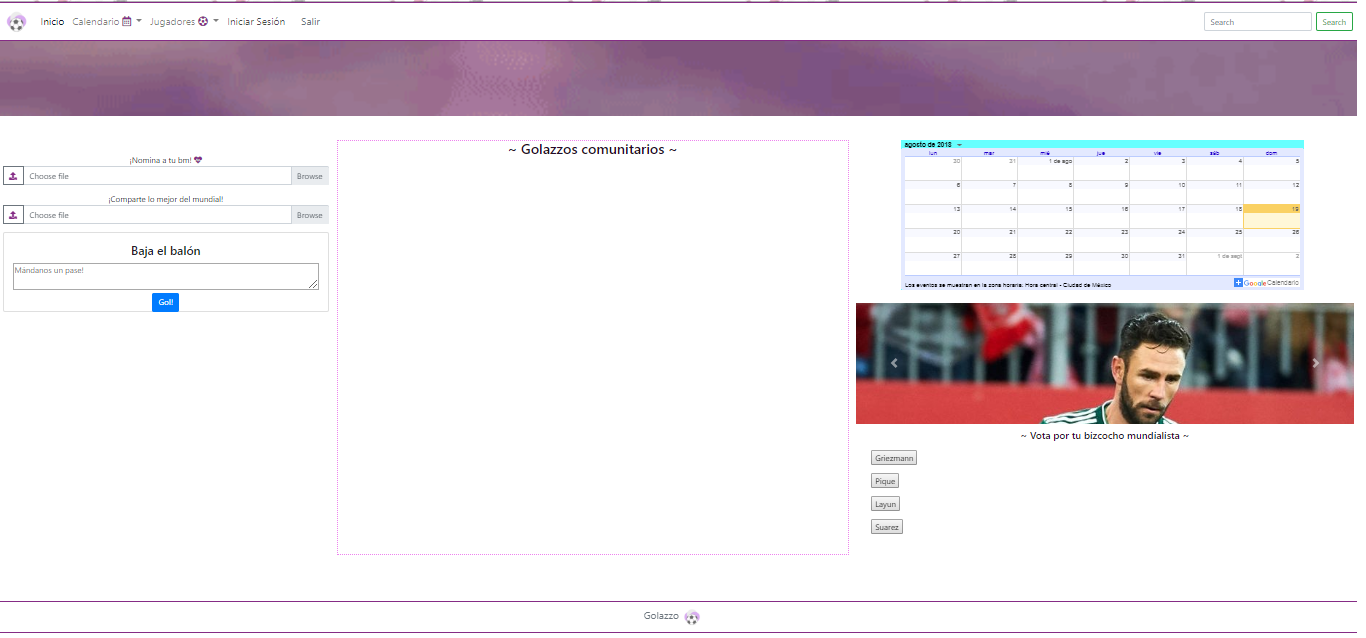 Inicio Calendario Jugadores Iniciar Sesión Salir Search Search
¡Nomina a tu bm!
Choose file Browse
¡Comparte lo mejor del mundial!
Choose file Browse
Baja el balón
Mándanos un pase!
Gol!
~ Golazzos comunitarios ~
agosto de 2018
lun mar mié jue vie sáb dom
30 31 1 de ago 2 3 4 5
6 7 8 9 10 11 12
13 14 15 16 17 18 19
20 21 22 23 24 25 26
27 28 29 30 31 1 de sept 2
Los eventos se muestran en la zona horaria: Hora central - Ciudad de México
Google Calendario
~ Vota por tu bizcocho mundialista ~
Griezmann
Pique
Layun
Suarez
Golazzo